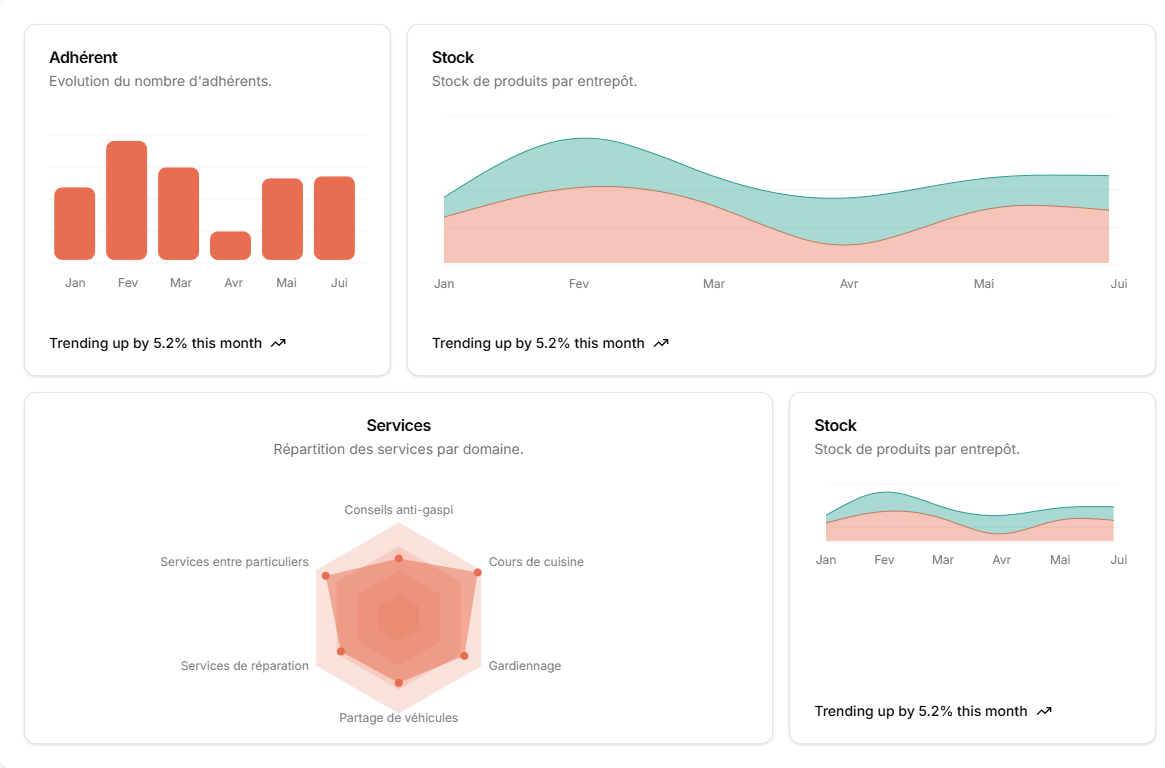 Adhérent
Evolution du nombre d'adhérents.
Jan Fev Mar Avr Mai Jui
Trending up by 5.2% this month
Stock
Stock de produits par entrepôt.
Jan Fev Mar Avr Mai Jui
Trending up by 5.2% this month
Services
Répartition des services par domaine.
Conseils anti-gaspi
Services entre particuliers
Cours de cuisine
Services de réparation
Gardiennage
Partage de véhicules
Stock
Stock de produits par entrepôt.
Jan Fev Mar Avr Mai Jui
Trending up by 5.2% this month